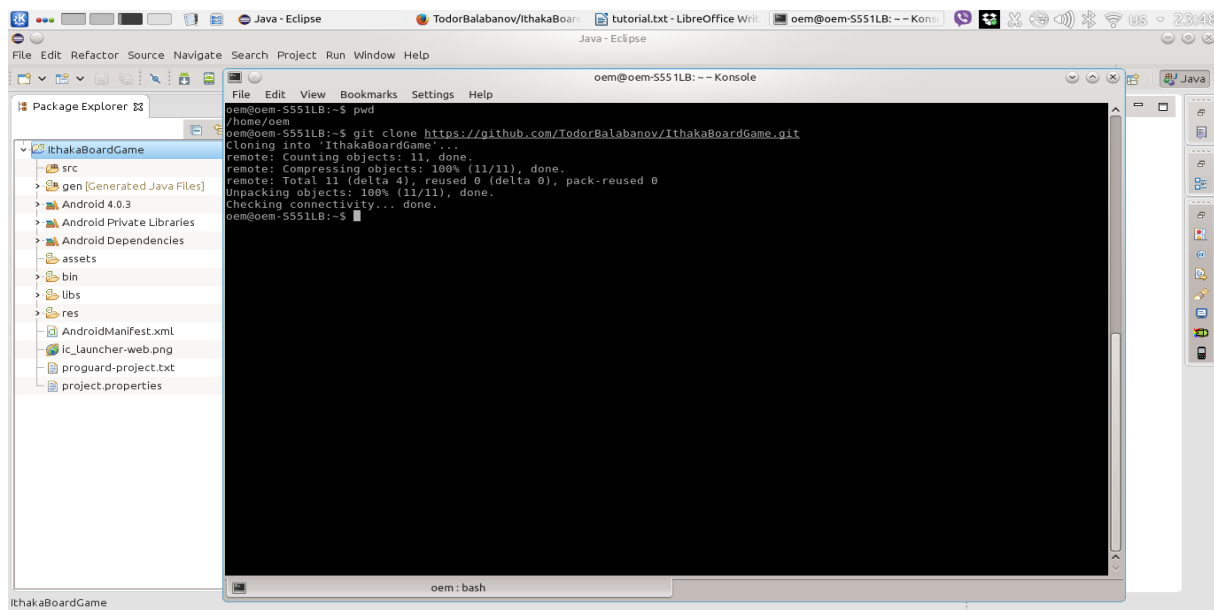 Java - Eclipse
TodorBalabanov/IthakaBoar
tutorial.txt - LibreOffice Writ
oem@oem-S551LB: ~ – Kons
US
23:48
Java - Eclipse
File Edit Refactor Source Navigate Search Project Run Window Help
Java
Package Explorer
IthakaBoardGame
src
gen [Generated Java Files]
Android 4.0.3
Android Private Libraries
Android Dependencies
assets
bin
libs
res
AndroidManifest.xml
ic_launcher-web.png
proguard-project.txt
project.properties
oem@oem-S551LB: ~ – Konsole
File Edit View Bookmarks Settings Help
oem@oem-S551LB:~$ pwd
/home/oem
oem@oem-S551LB:~$ git clone https://github.com/TodorBalabanov/IthakaBoardGame.git
Cloning into 'IthakaBoardGame'...
remote: Counting objects: 11, done.
remote: Compressing objects: 100% (11/11), done.
remote: Total 11 (delta 4), reused 0 (delta 0), pack-reused 0
Unpacking objects: 100% (11/11), done.
Checking connectivity... done.
oem@oem-S551LB:~$
oem : bash
IthakaBoardGame